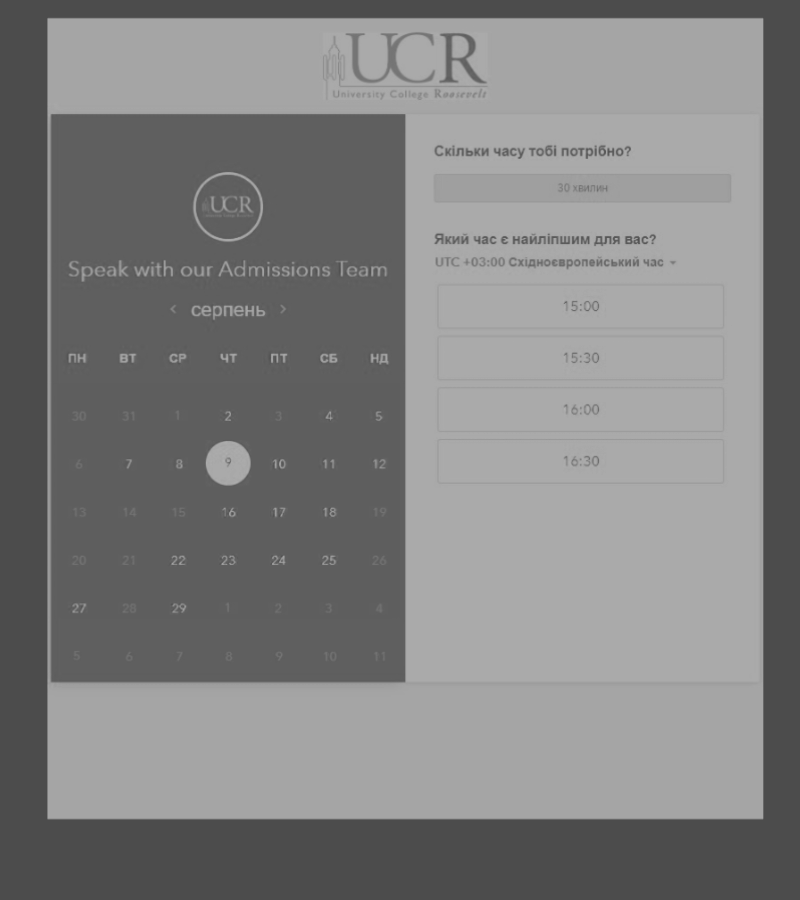 UCR
University College Roosevelt
UCR
Speak with our Admissions Team
‹ серпень ›
ПН ВТ СР ЧТ ПТ СБ НД
30 31 1 2 3 4 5
6 7 8 9 10 11 12
13 14 15 16 17 18 19
20 21 22 23 24 25 26
27 28 29 1 2 3 4
5 6 7 8 9 10 11
Скільки часу тобі потрібно?
30 хвилин
Який час є найліпшим для вас?
UTC +03:00 Східноєвропейський час
15:00
15:30
16:00
16:30